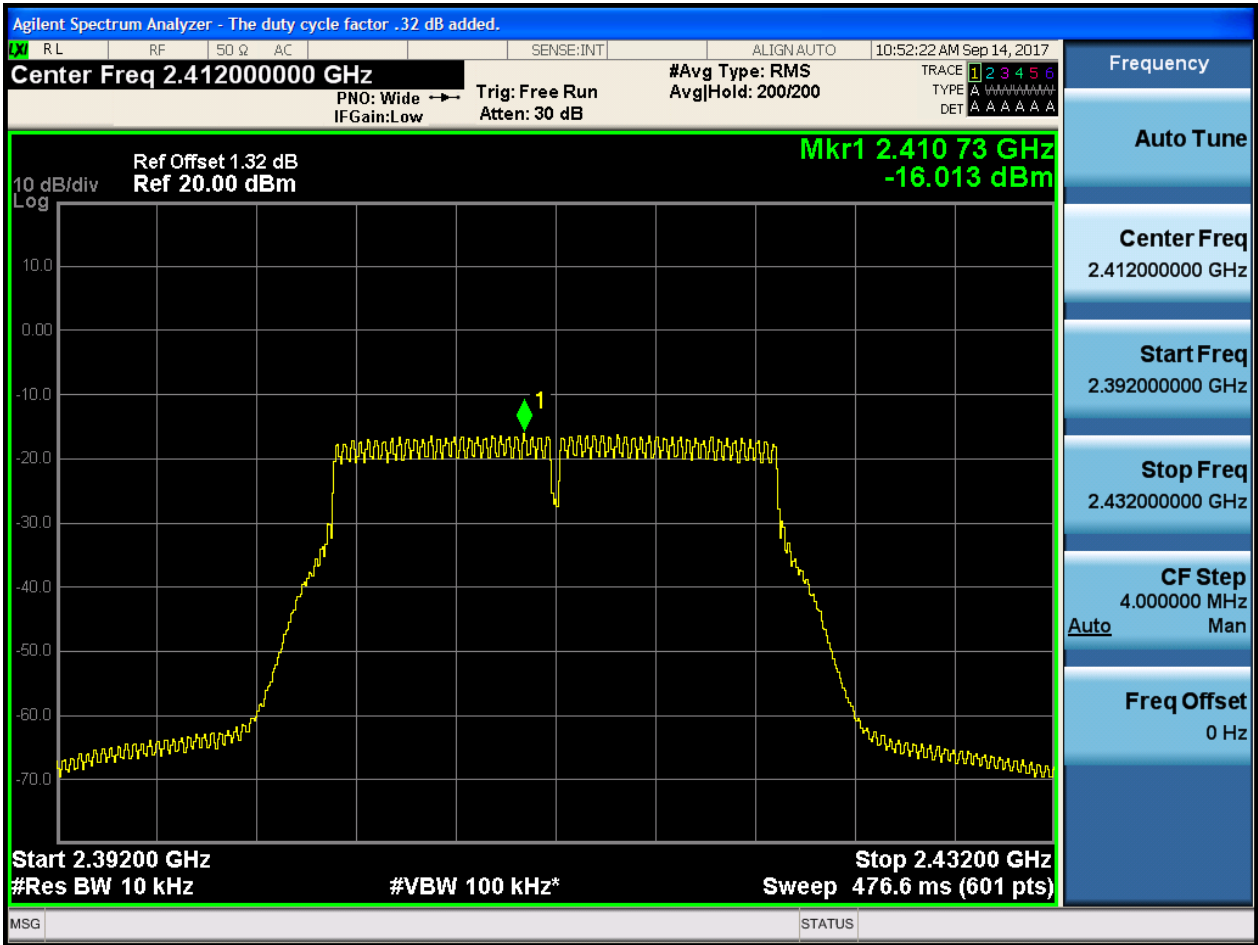 Agilent Spectrum Analyzer - The duty cycle factor .32 dB added.
LXI RL RF 50 Ω AC SENSE:INT ALIGN AUTO 10:52:22 AM Sep 14, 2017
Center Freq 2.412000000 GHz
PNO: Wide
IFGain:Low
Trig: Free Run
Atten: 30 dB
#Avg Type: RMS
Avg|Hold: 200/200
TRACE 1 2 3 4 5 6
TYPE A WWWWW
DET A A A A A A
Ref Offset 1.32 dB
10 dB/div Ref 20.00 dBm
Log
Mkr1 2.410 73 GHz
-16.013 dBm
10.0
0.00
-10.0
1
-20.0
-30.0
-40.0
-50.0
-60.0
-70.0
Start 2.39200 GHz
Stop 2.43200 GHz
#Res BW 10 kHz
#VBW 100 kHz*
Sweep 476.6 ms (601 pts)
MSG
STATUS
Frequency
Auto Tune
Center Freq
2.412000000 GHz
Start Freq
2.392000000 GHz
Stop Freq
2.432000000 GHz
CF Step
4.000000 MHz
Auto Man
Freq Offset
0 Hz